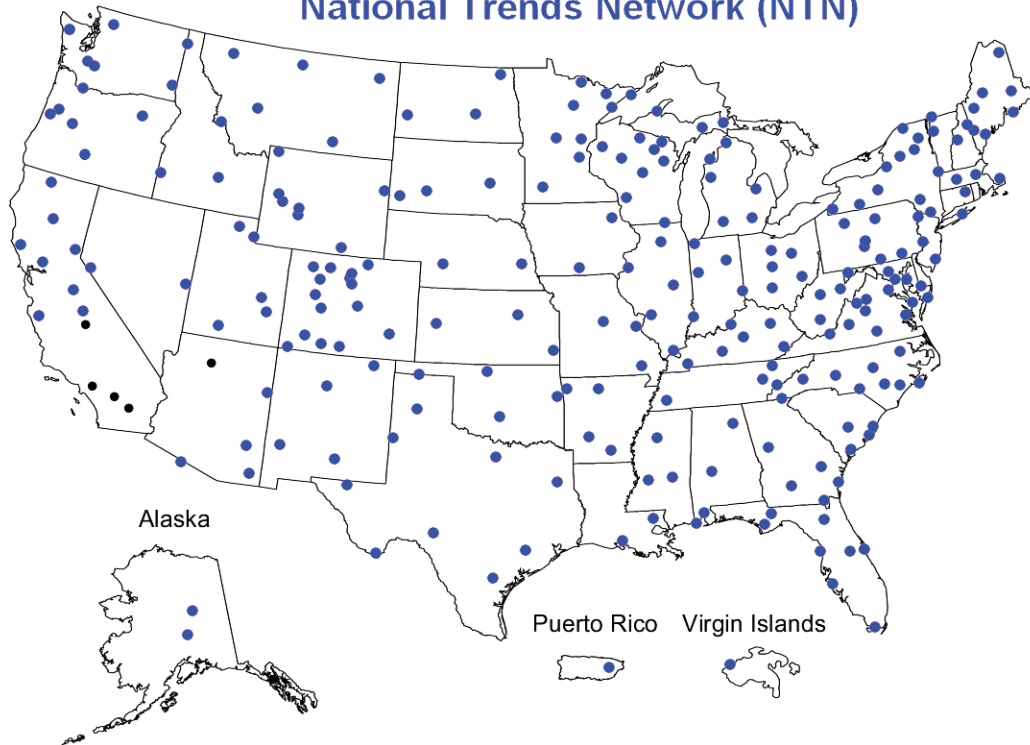 National Trends Network (NTN)
Alaska
Puerto Rico
Virgin Islands